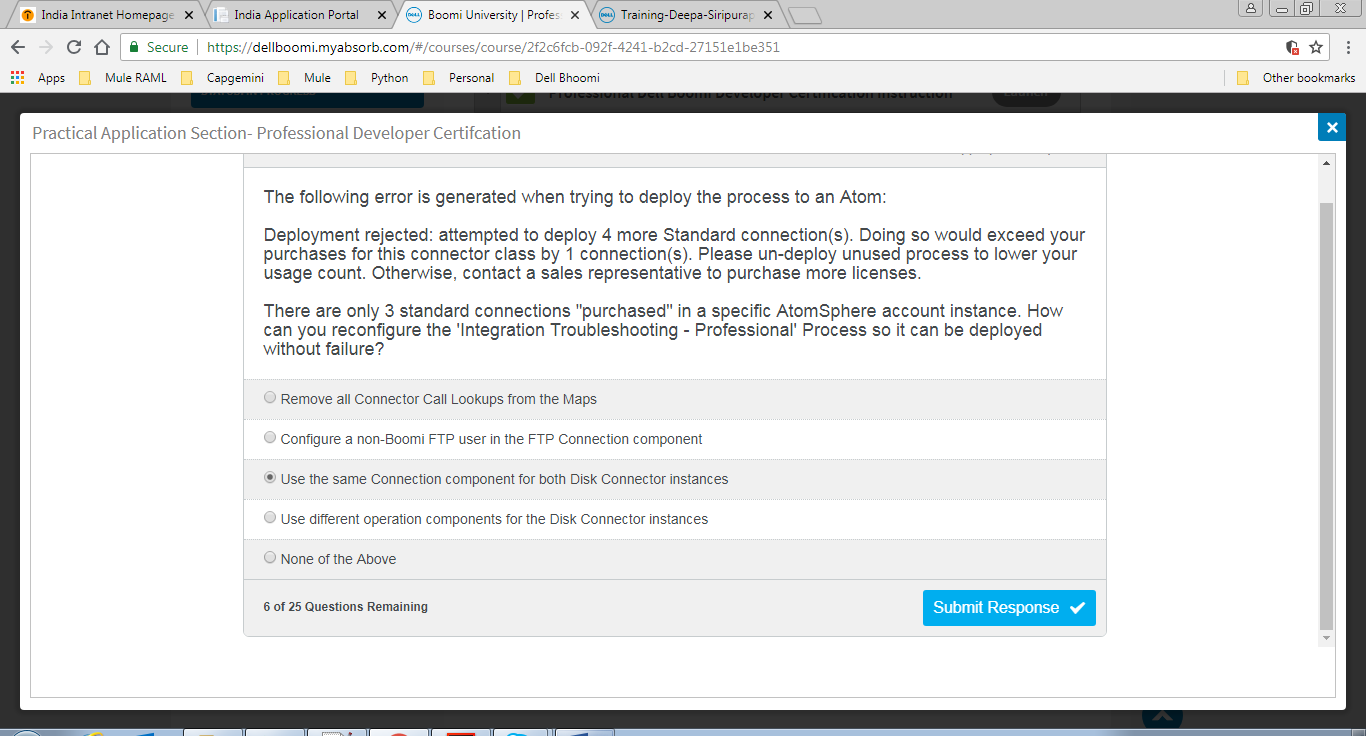 India Intranet Homepage
India Application Portal
Boomi University | Profes
Training-Deepa-Siripurap
Secure
https://dellboomi.myabsorb.com/#/courses/course/2f2c6fcb-092f-4241-b2cd-27151e1be351
Apps
Mule RAML
Capgemini
Mule
Python
Personal
Dell Bhoomi
Other bookmarks
Professional Dell Boomi Developer Certification Instruction
Practical Application Section- Professional Developer Certifcation
The following error is generated when trying to deploy the process to an Atom:
Deployment rejected: attempted to deploy 4 more Standard connection(s). Doing so would exceed your
purchases for this connector class by 1 connection(s). Please un-deploy unused process to lower your
usage count. Otherwise, contact a sales representative to purchase more licenses.
There are only 3 standard connections "purchased" in a specific AtomSphere account instance. How
can you reconfigure the 'Integration Troubleshooting - Professional' Process so it can be deployed
without failure?
Remove all Connector Call Lookups from the Maps
Configure a non-Boomi FTP user in the FTP Connection component
Use the same Connection component for both Disk Connector instances
Use different operation components for the Disk Connector instances
None of the Above
6 of 25 Questions Remaining
Submit Response